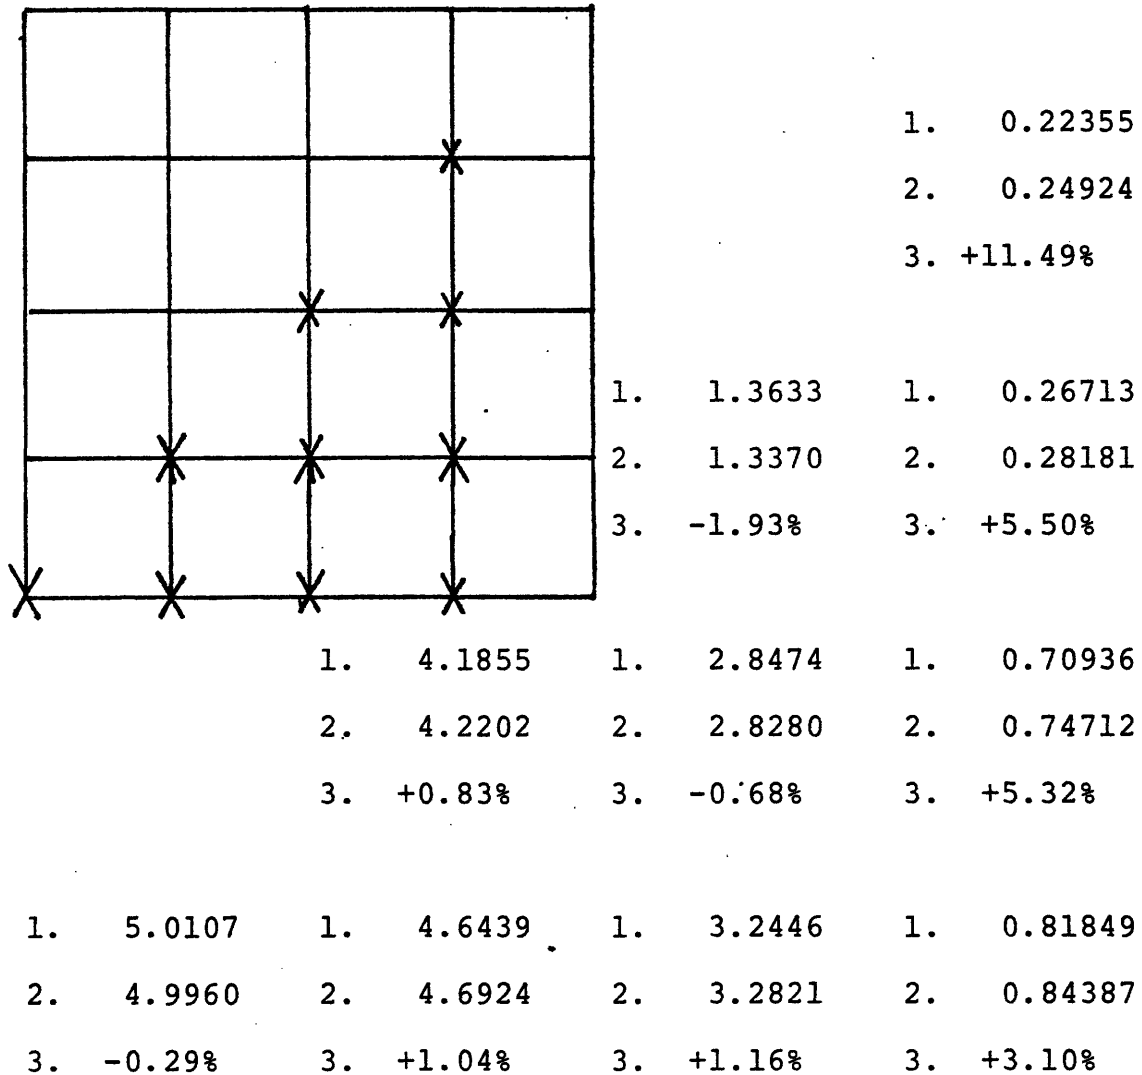 1. 0.22355
2. 0.24924
3. +11.49%
1. 1.3633 1. 0.26713
2. 1.3370 2. 0.28181
3. -1.93% 3. +5.50%
1. 4.1855 1. 2.8474 1. 0.70936
2. 4.2202 2. 2.8280 2. 0.74712
3. +0.83% 3. -0.68% 3. +5.32%
1. 5.0107 1. 4.6439 1. 3.2446 1. 0.81849
2. 4.9960 2. 4.6924 2. 3.2821 2. 0.84387
3. -0.29% 3. +1.04% 3. +1.16% 3. +3.10%